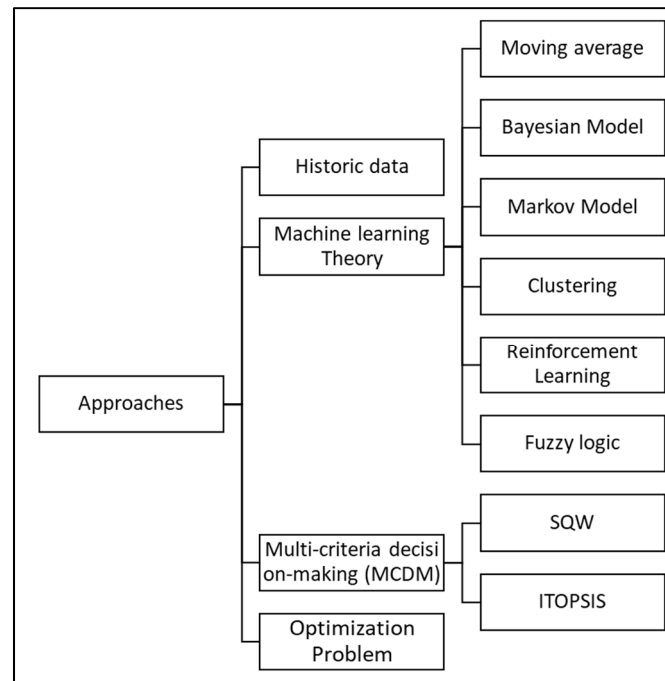 Approaches
Historic data
Machine learning
Theory
Moving average
Bayesian Model
Markov Model
Clustering
Reinforcement
Learning
Fuzzy logic
Multi-criteria decisi
on-making (MCDM)
SQW
ITOPSIS
Optimization
Problem